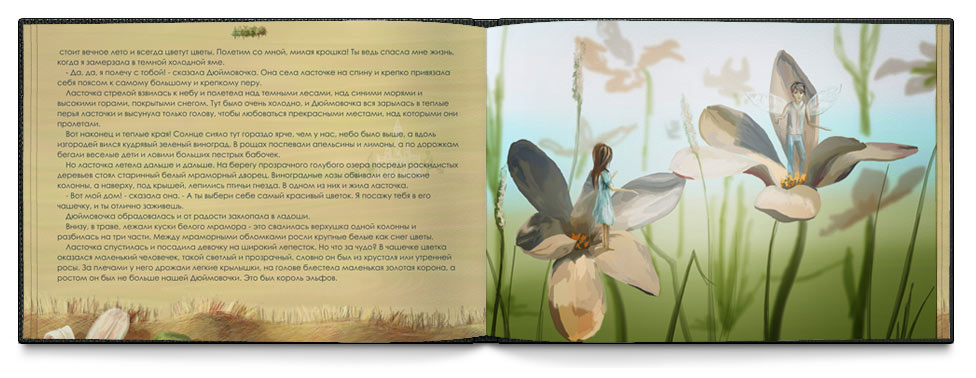 стоит вечное лето и всегда цветут цветы. Полетим со мной, милая крошка! Ты ведь спасла мне жизнь,
когда я замерзала в темной холодной яме.
- Да, да, я полечу с тобой! - сказала Дюймовочка. Она села ласточке на спину и крепко привязала
себя поясом к самому большому и крепкому перу.
Ласточка стрелой взвилась к небу и полетела над темными лесами, над синими морями и
высокими горами, покрытыми снегом. Тут было очень холодно, и Дюймовочка вся зарылась в теплые
перья ласточки и высунула только голову, чтобы любоваться прекрасными местами, над которыми они
пролетали.
Вот наконец и теплые края! Солнце сияло тут гораздо ярче, чем у нас, небо было выше, а вдоль
изгородей вился кудрявый зеленый виноград. В рощах поспевали апельсины и лимоны, а по дорожкам
бегали веселые дети и ловили больших пестрых бабочек.
Но ласточка летела дальше и дальше. На берегу прозрачного голубого озера посреди раскидистых
деревьев стоял старинный белый мраморный дворец. Виноградные лозы обвивали его высокие
колонны, а наверху, под крышей, лепились птичьи гнезда. В одном из них и жила ласточка.
- Вот мой дом! - сказала она. - А ты выбери себе самый красивый цветок. Я посажу тебя в его
чашечку, и ты отлично заживешь.
Дюймовочка обрадовалась и от радости захлопала в ладоши.
Внизу, в траве, лежали куски белого мрамора - это свалилась верхушка одной колонны и
разбилась на три части. Между мраморными обломками росли крупные белые как снег цветы.
Ласточка спустилась и посадила девочку на широкий лепесток. Но что за чудо? В чашечке цветка
оказался маленький человечек, такой светлый и прозрачный, словно он был из хрусталя или утренней
росы. За плечами у него дрожали легкие крылышки, на голове блестела маленькая золотая корона, а
ростом он был не больше нашей Дюймовочки. Это был король эльфов.